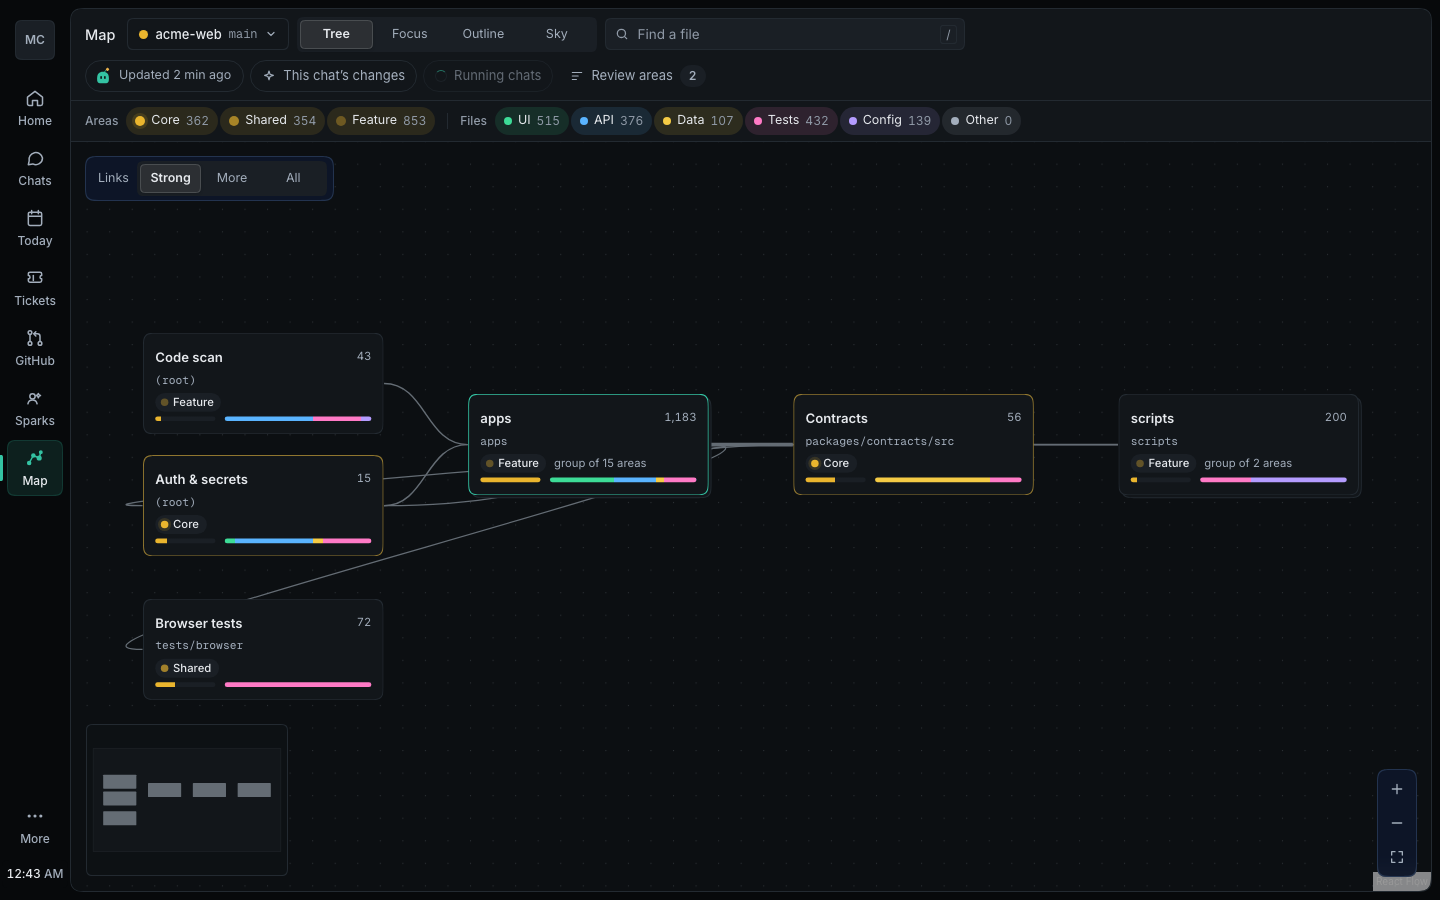 MC
Home
Chats
Today
Tickets
GitHub
Sparks
Map
More
12:43 AM
Map
acme-web main
Tree
Focus
Outline
Sky
Find a file
/
Updated 2 min ago
This chat's changes
Running chats
Review areas 2
Areas
Core 362
Shared 354
Feature 853
Files
UI 515
API 376
Data 107
Tests 432
Config 139
Other 0
Links
Strong
More
All
Code scan 43
(root)
Feature
Auth & secrets 15
(root)
Core
Browser tests 72
tests/browser
Shared
apps 1,183
apps
Feature group of 15 areas
Contracts 56
packages/contracts/src
Core
scripts 200
scripts
Feature group of 2 areas
React Flow